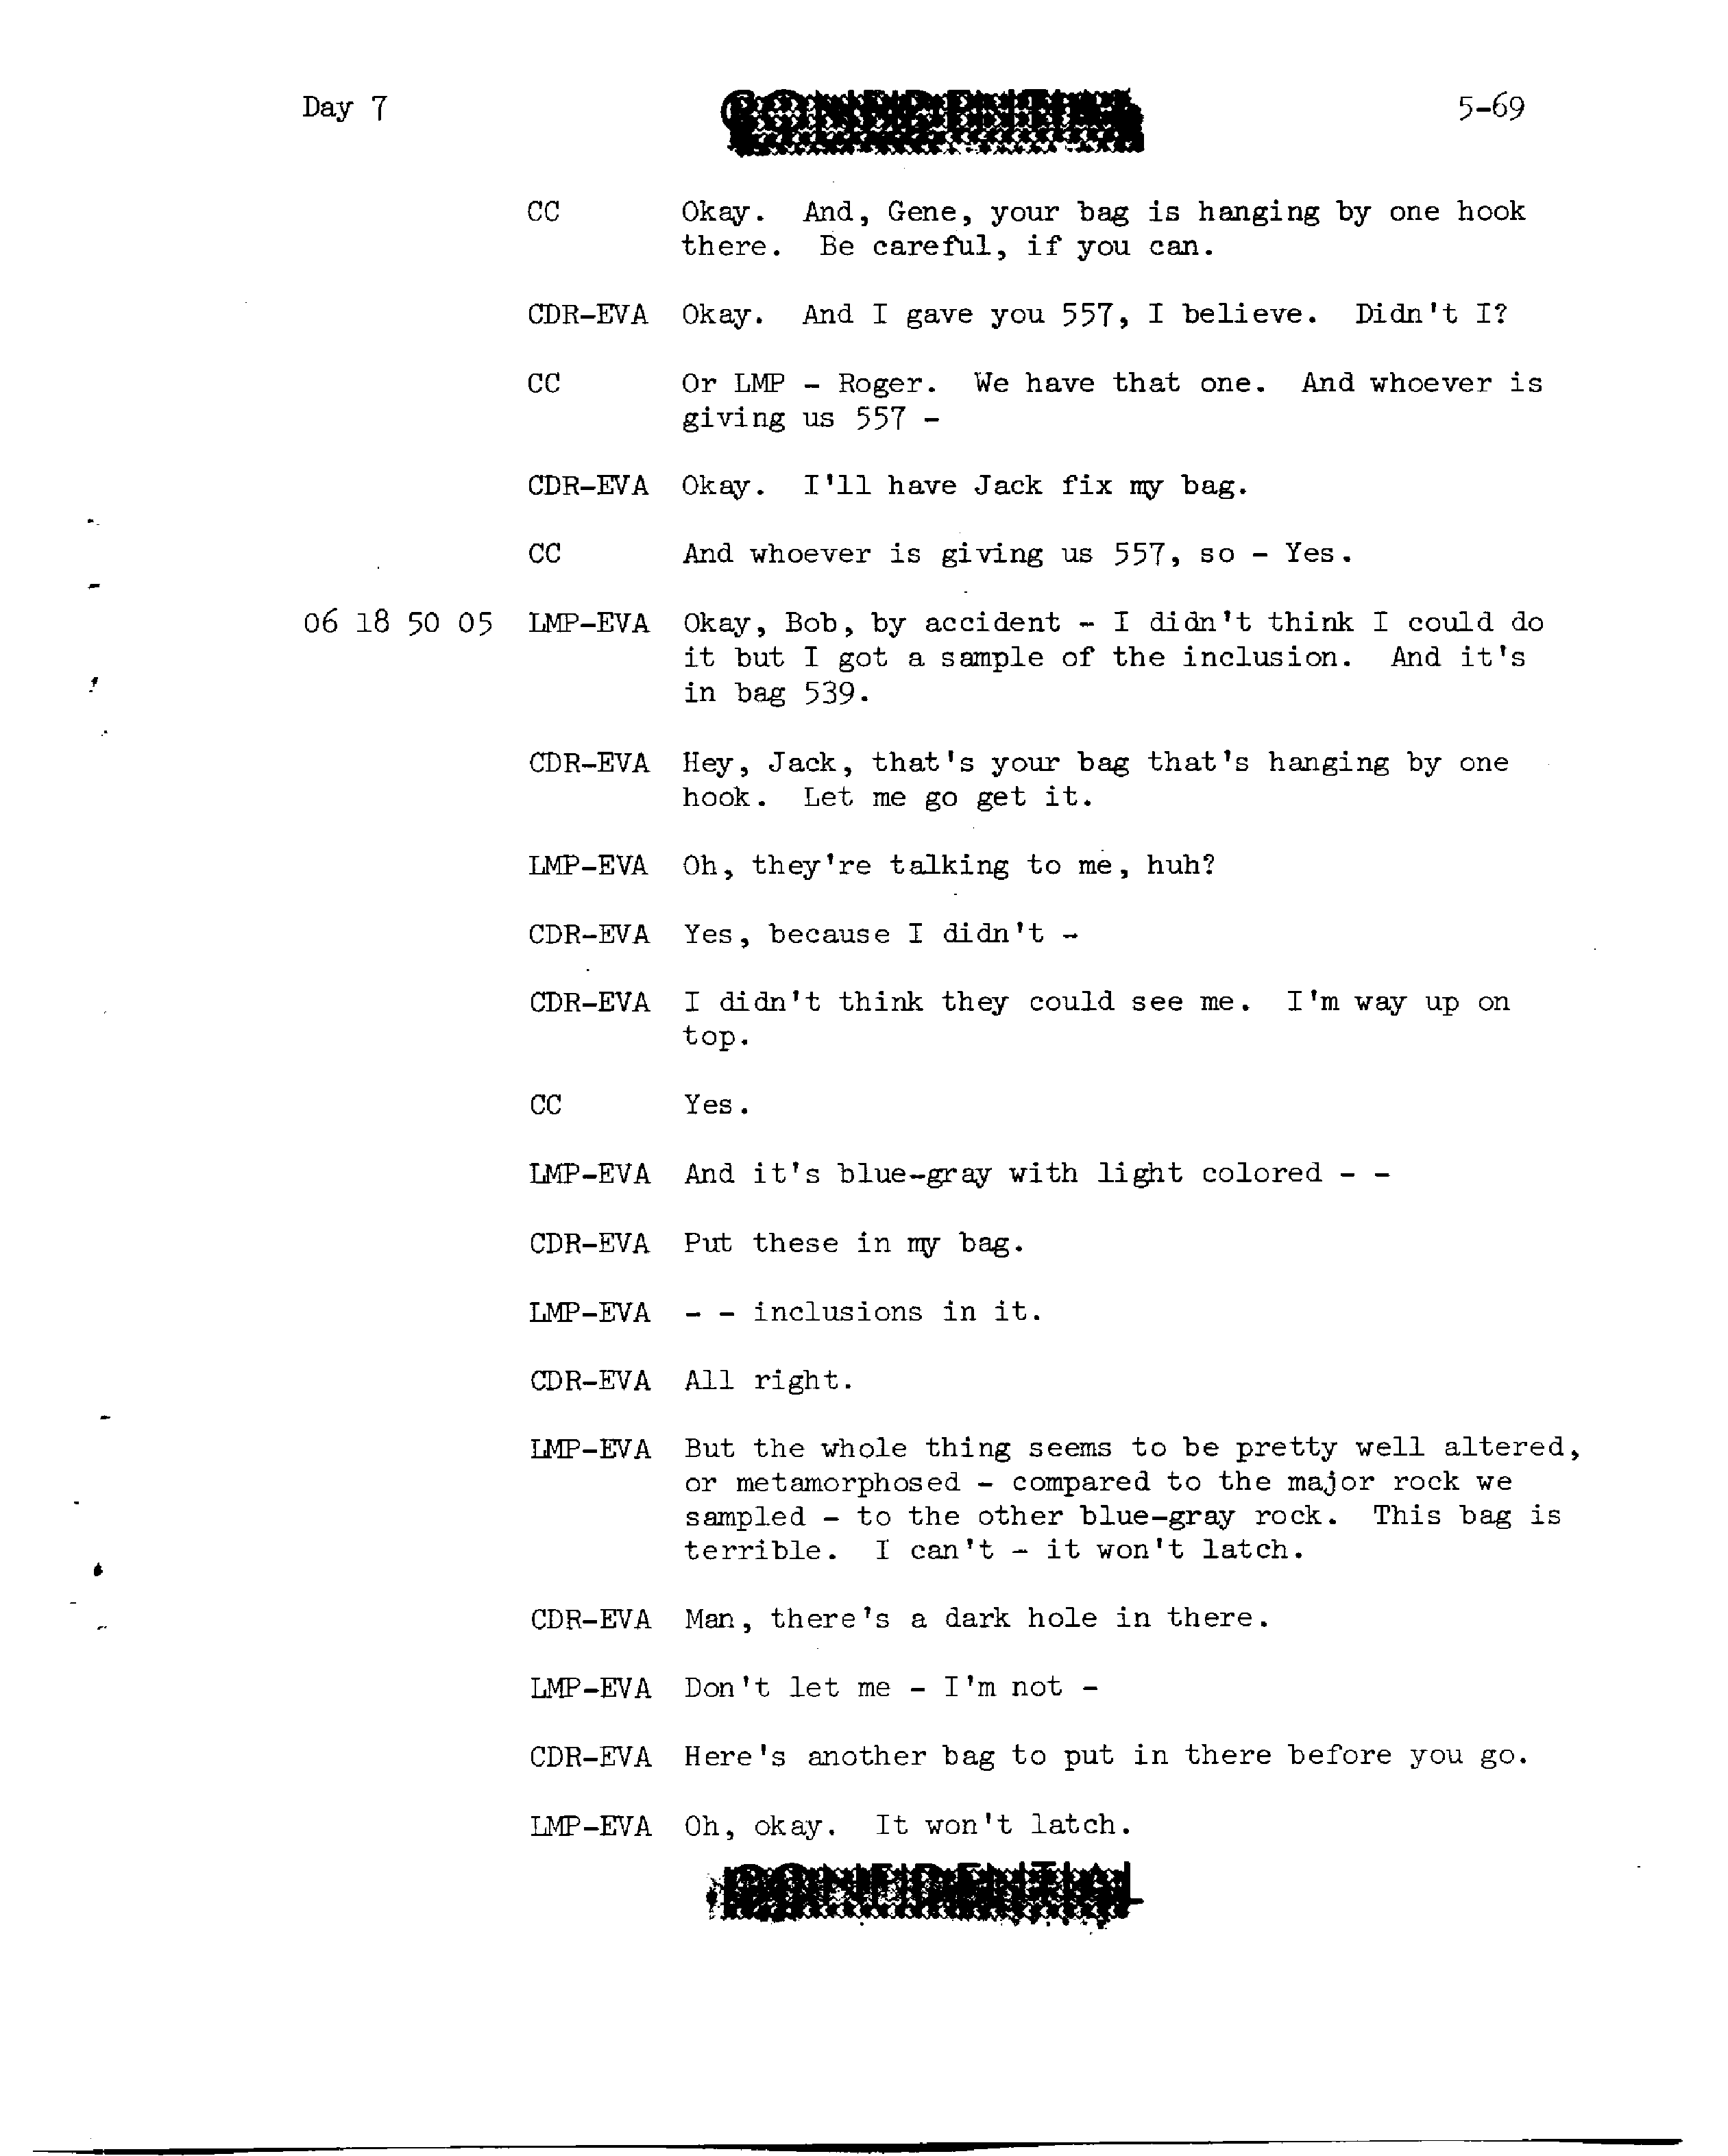 Day 7
CONFIDENTIAL
5-69
CC Okay. And, Gene, your bag is hanging by one hook
there. Be careful, if you can.
CDR-EVA Okay. And I gave you 557, I believe. Didn't I?
CC Or LMP - Roger. We have that one. And whoever is
giving us 557 -
CDR-EVA Okay. I'll have Jack fix my bag.
CC And whoever is giving us 557, so - Yes.
06 18 50 05 LMP-EVA Okay, Bob, by accident - I didn't think I could do
it but I got a sample of the inclusion. And it's
in bag 539.
CDR-EVA Hey, Jack, that's your bag that's hanging by one
hook. Let me go get it.
LMP-EVA Oh, they're talking to me, huh?
CDR-EVA Yes, because I didn't -
CDR-EVA I didn't think they could see me. I'm way up on
top.
CC Yes.
LMP-EVA And it's blue-gray with light colored - -
CDR-EVA Put these in my bag.
LMP-EVA - - inclusions in it.
CDR-EVA All right.
LMP-EVA But the whole thing seems to be pretty well altered,
or metamorphosed - compared to the major rock we
sampled - to the other blue-gray rock. This bag is
terrible. I can't - it won't latch.
CDR-EVA Man, there's a dark hole in there.
LMP-EVA Don't let me - I'm not -
CDR-EVA Here's another bag to put in there before you go.
LMP-EVA Oh, okay. It won't latch.
CONFIDENTIAL